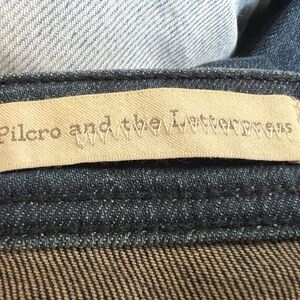 Pilcro and the Letterpress